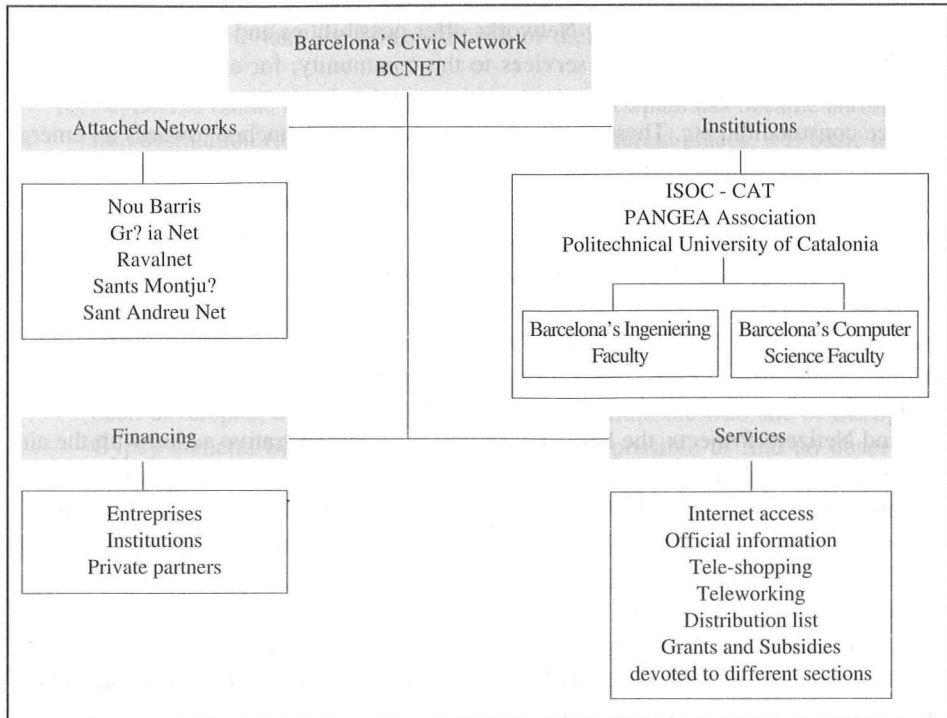 Barcelona's Civic Network
BCNET
Attached Networks
Institutions
Nou Barris
Gr? ia Net
Ravalnet
Sants Montju?
Sant Andreu Net
ISOC - CAT
PANGEA Association
Politechnical University of Catalonia
Barcelona's Ingeniering
Faculty
Barcelona's Computer
Science Faculty
Financing
Services
Entreprises
Institutions
Private partners
Internet access
Official information
Tele-shopping
Teleworking
Distribution list
Grants and Subsidies
devoted to different sections